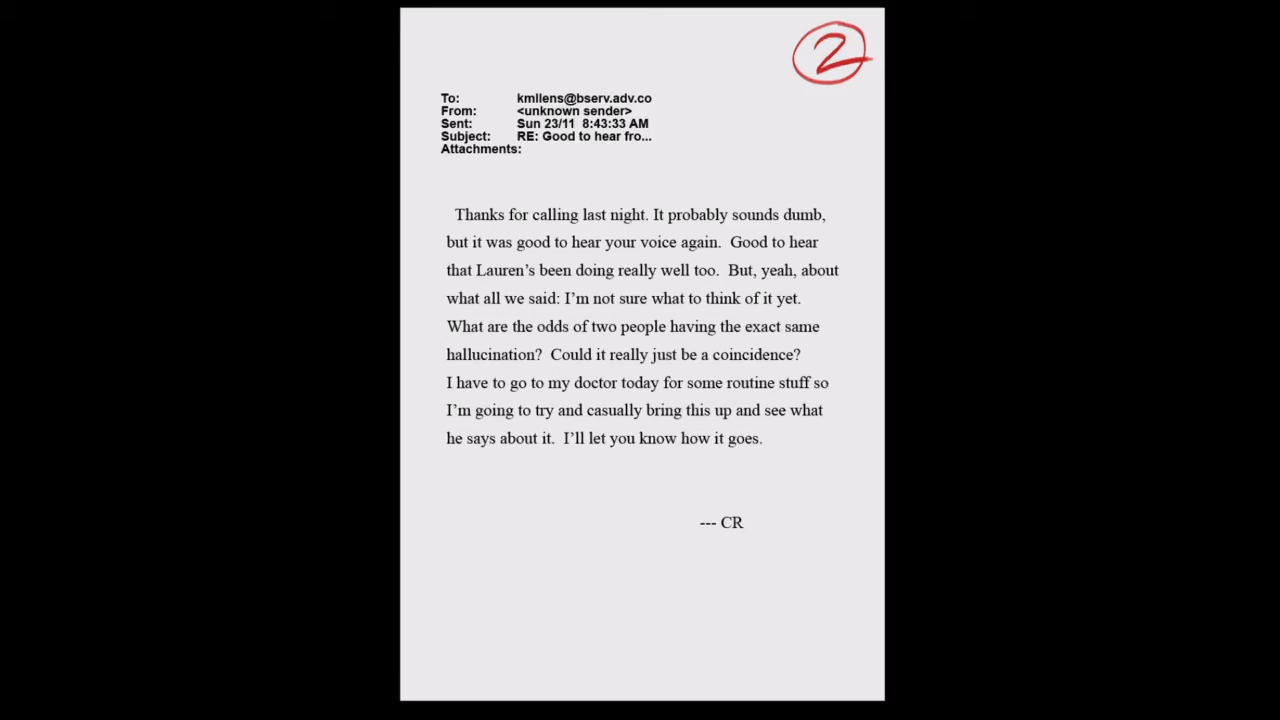 2
To: kmllens@bserv.adv.co
From: <unknown sender>
Sent: Sun 23/11 8:43:33 AM
Subject: RE: Good to hear fro...
Attachments:
Thanks for calling last night. It probably sounds dumb,
but it was good to hear your voice again. Good to hear
that Lauren’s been doing really well too. But, yeah, about
what all we said: I’m not sure what to think of it yet.
What are the odds of two people having the exact same
hallucination? Could it really just be a coincidence?
I have to go to my doctor today for some routine stuff so
I’m going to try and casually bring this up and see what
he says about it. I’ll let you know how it goes.
--- CR